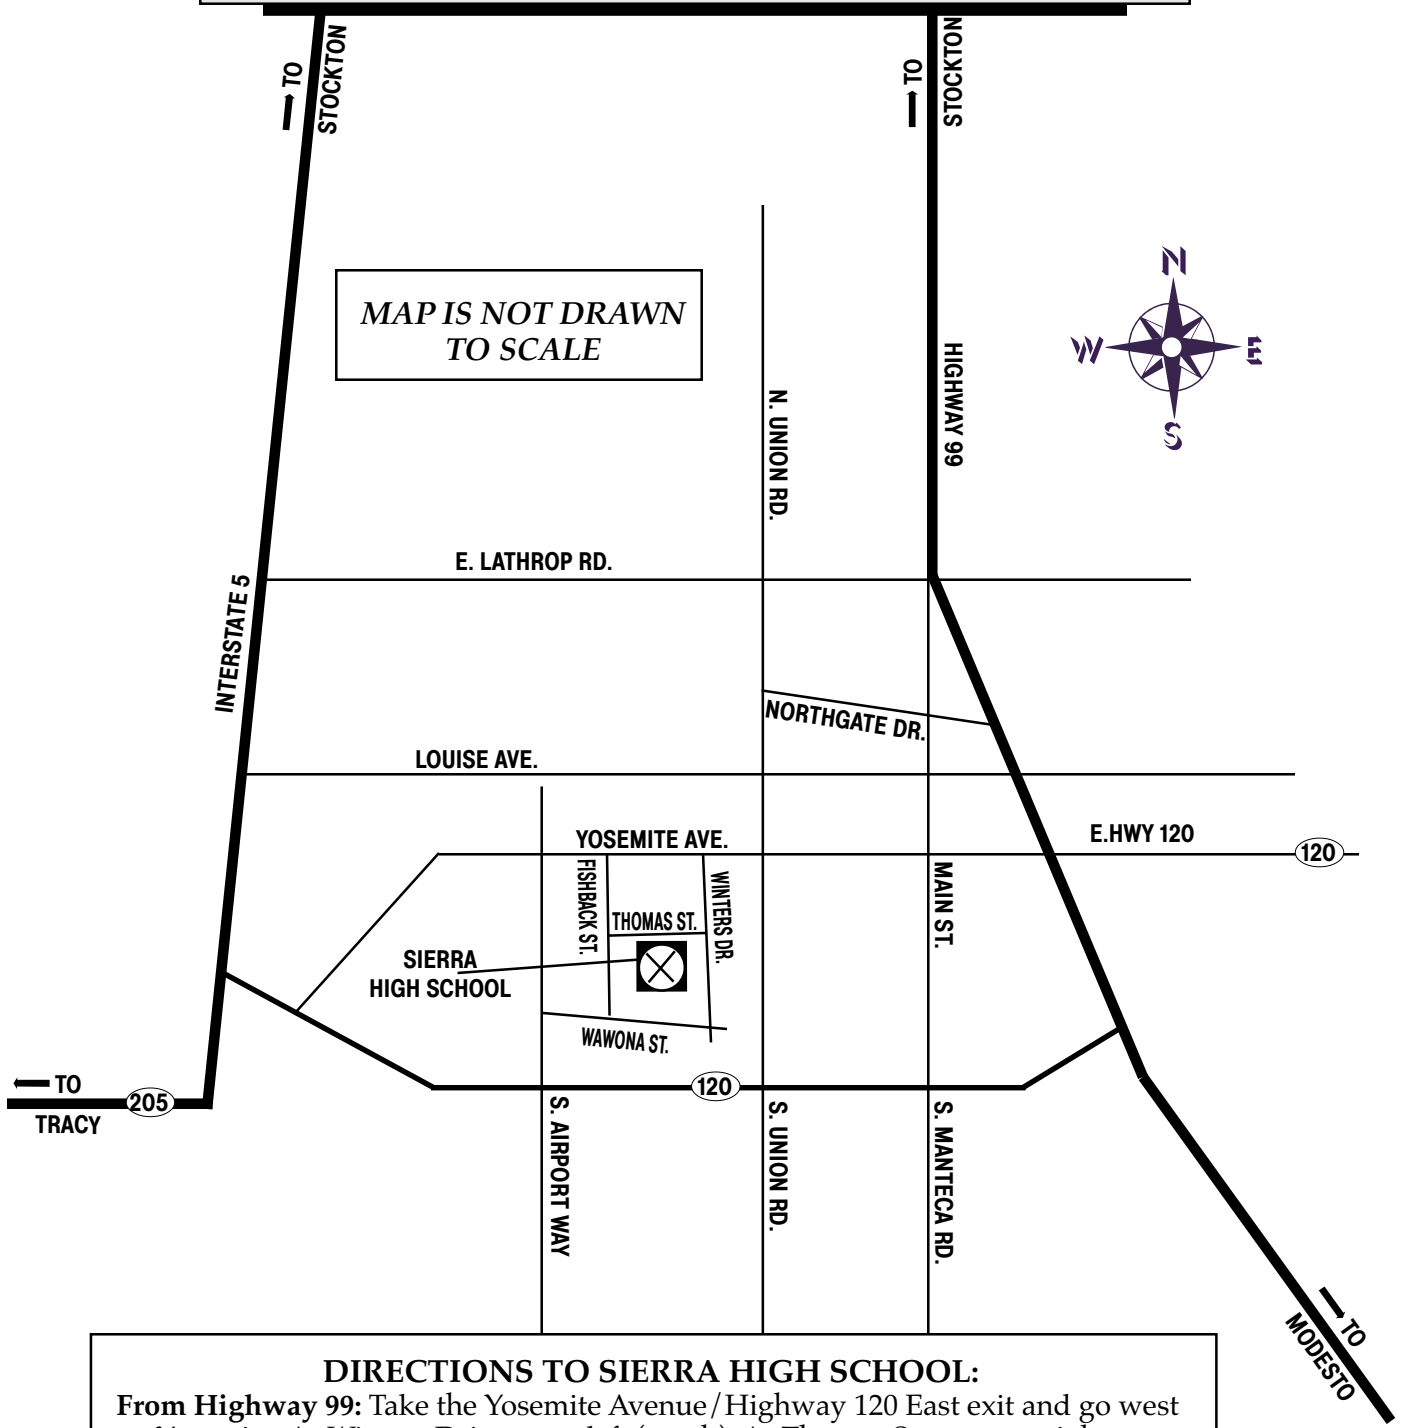 TO
STOCKTON
TO
STOCKTON
N
W
E
S
MAP IS NOT DRAWN
TO SCALE
N. UNION RD.
HIGHWAY 99
E. LATHROP RD.
INTERSTATE 5
NORTHGATE DR.
LOUISE AVE.
YOSEMITE AVE.
E.HWY 120
120
FISHBACK ST.
THOMAS ST.
WINTERS DR.
MAIN ST.
SIERRA
HIGH SCHOOL
WAWONA ST.
120
TO
205
TRACY
S. AIRPORT WAY
S. UNION RD.
S. MANTECA RD.
TO
MODESTO
DIRECTIONS TO SIERRA HIGH SCHOOL:
From Highway 99: Take the Yosemite Avenue/Highway 120 East exit and go west